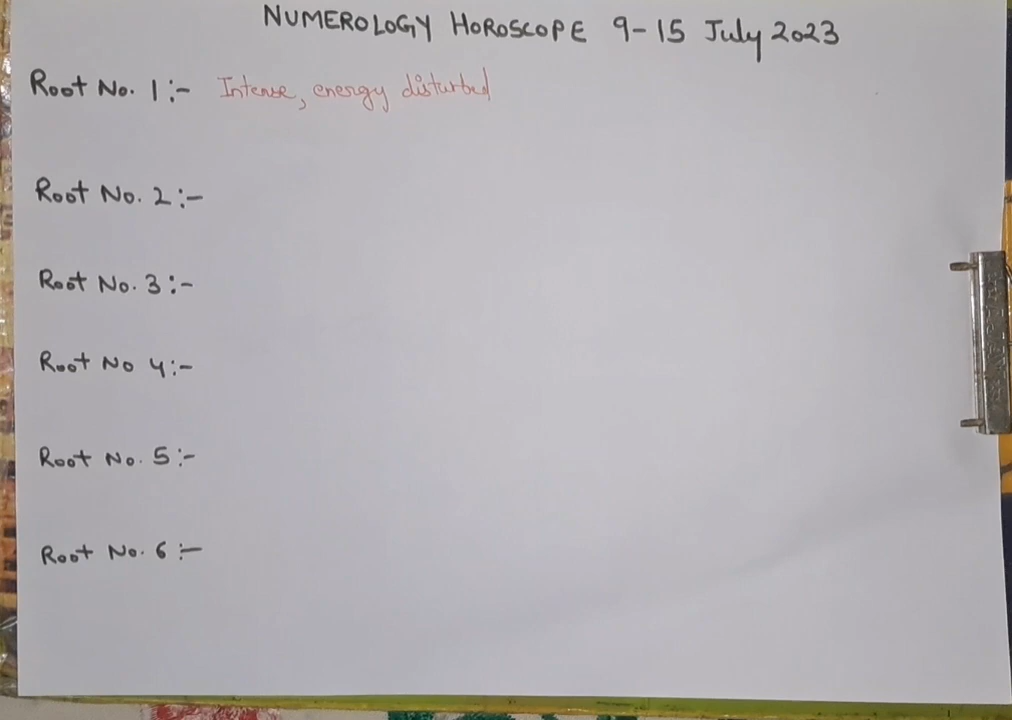 NUMEROLOGY HOROSCOPE 9-15 July 2023
Root No. 1:- Intense, energy disturbed
Root No. 2:-
Root No. 3:-
Root No 4:-
Root No. 5:-
Root No. 6:-